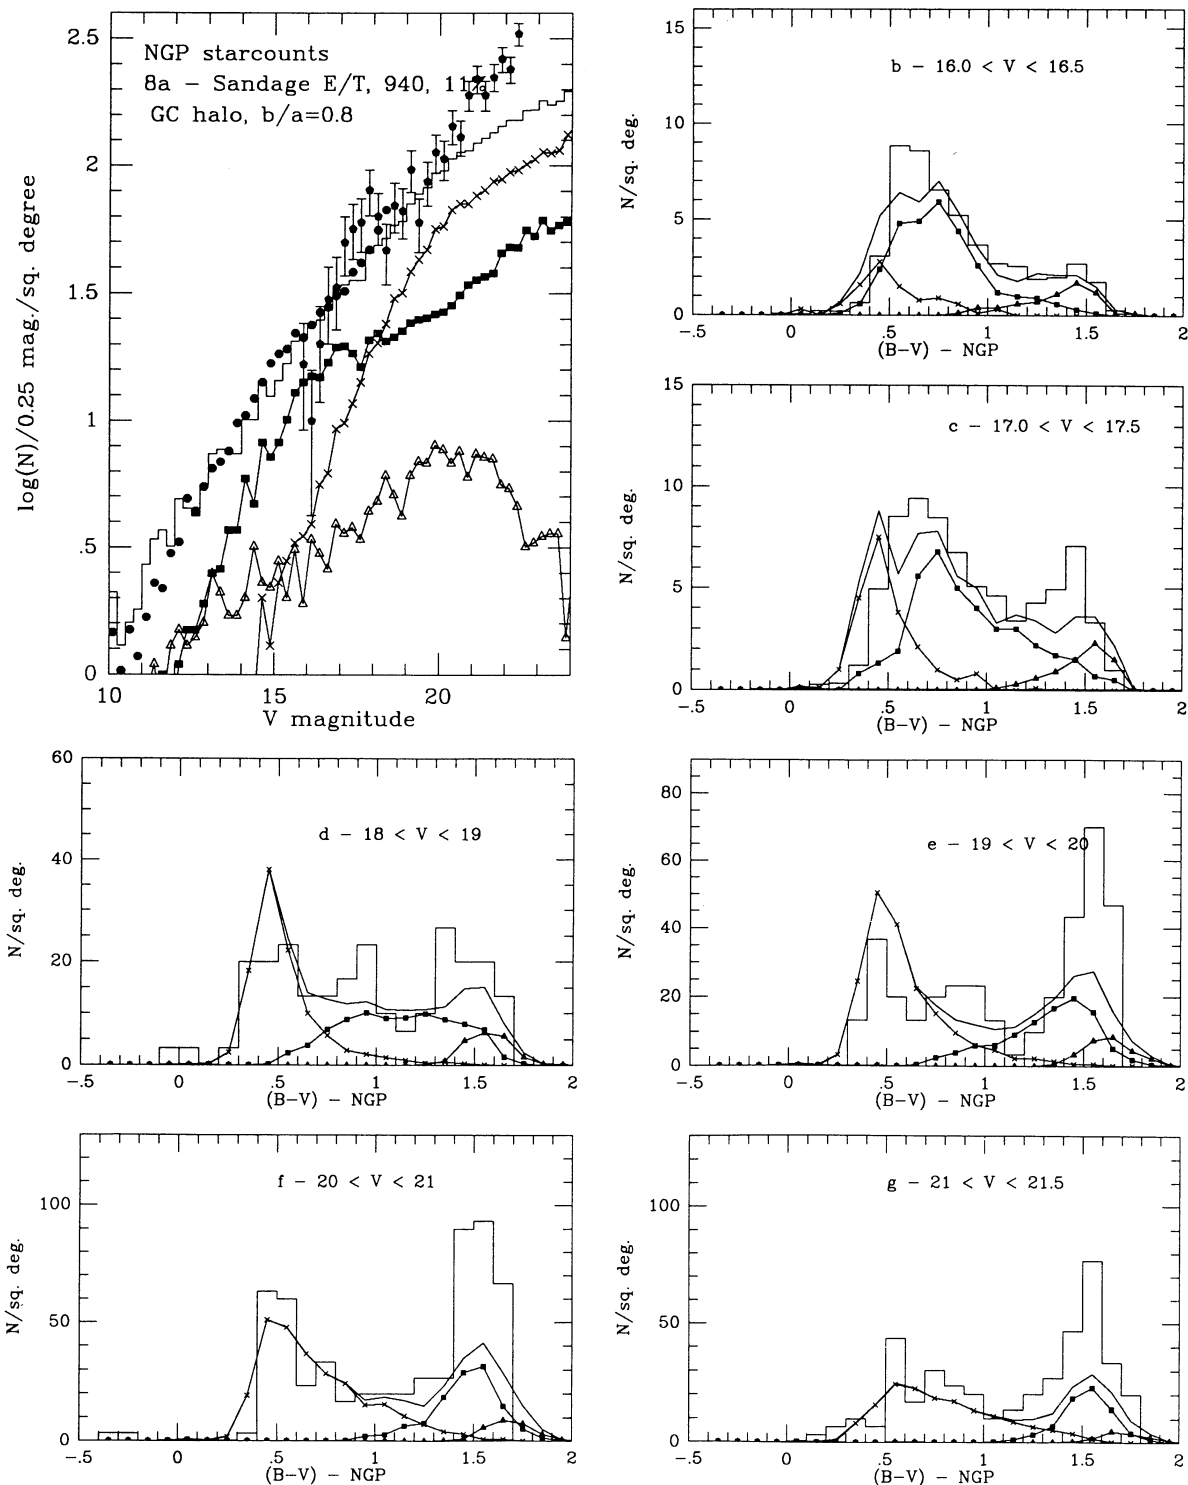 NGP starcounts
8a – Sandage E/T, 940, 11%
GC halo, b/a=0.8
log(N)/0.25 mag./sq. degree
2.5
2
1.5
1
.5
0
10 15 20
V magnitude
b – 16.0 < V < 16.5
N/sq. deg.
15
10
5
0
–.5 0 .5 1 1.5 2
(B–V) – NGP
c – 17.0 < V < 17.5
N/sq. deg.
15
10
5
0
–.5 0 .5 1 1.5 2
(B–V) – NGP
d – 18 < V < 19
N/sq. deg.
60
40
20
0
–.5 0 .5 1 1.5 2
(B–V) – NGP
e – 19 < V < 20
N/sq. deg.
80
60
40
20
0
–.5 0 .5 1 1.5 2
(B–V) – NGP
f – 20 < V < 21
N/sq. deg.
100
50
0
–.5 0 .5 1 1.5 2
(B–V) – NGP
g – 21 < V < 21.5
N/sq. deg.
100
50
0
–.5 0 .5 1 1.5 2
(B–V) – NGP